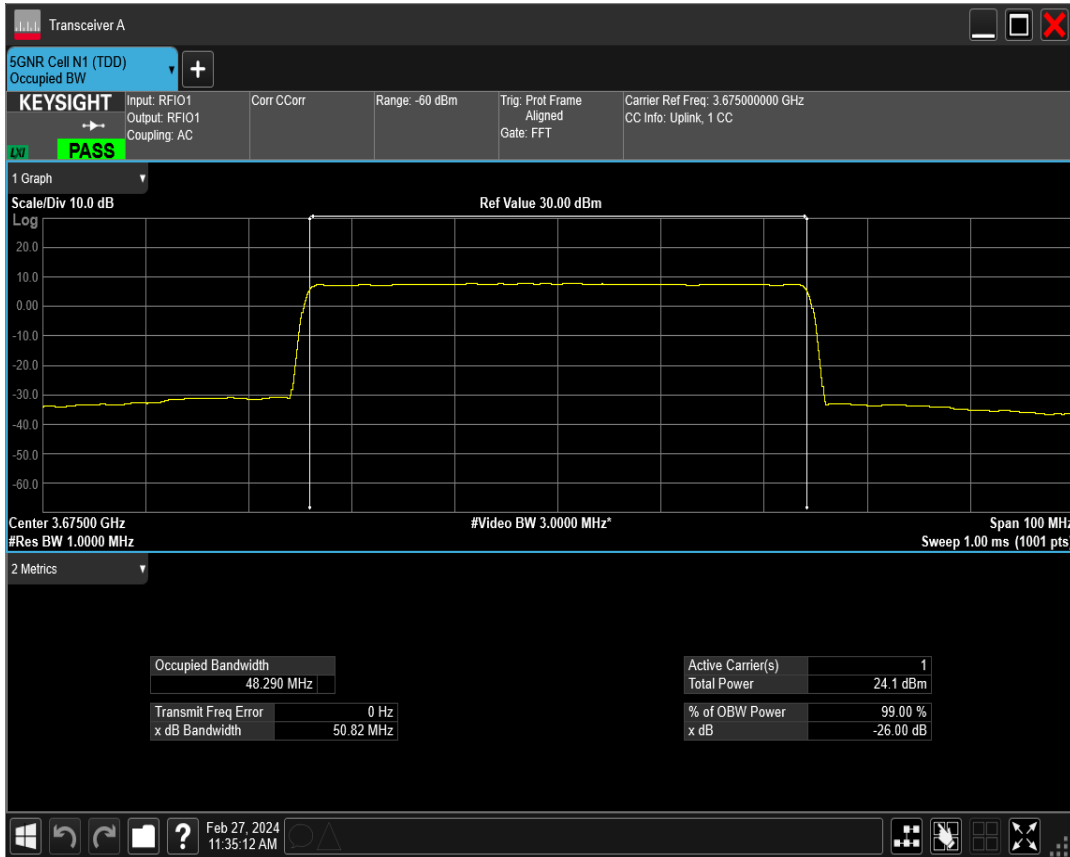 Transceiver A
5GNR Cell N1 (TDD)
Occupied BW
+
KEYSIGHT
LXI
PASS
Input: RFIO1
Output: RFIO1
Coupling: AC
Corr CCorr
Range: -60 dBm
Trig: Prot Frame
Aligned
Gate: FFT
Carrier Ref Freq: 3.675000000 GHz
CC Info: Uplink, 1 CC
1 Graph
Scale/Div 10.0 dB
Ref Value 30.00 dBm
Log
20.0
10.0
0.00
-10.0
-20.0
-30.0
-40.0
-50.0
-60.0
Center 3.67500 GHz
#Video BW 3.0000 MHz*
Span 100 MHz
#Res BW 1.0000 MHz
Sweep 1.00 ms (1001 pts)
2 Metrics
Occupied Bandwidth
48.290 MHz
Transmit Freq Error 0 Hz
x dB Bandwidth 50.82 MHz
Active Carrier(s) 1
Total Power 24.1 dBm
% of OBW Power 99.00 %
x dB -26.00 dB
?
Feb 27, 2024
11:35:12 AM